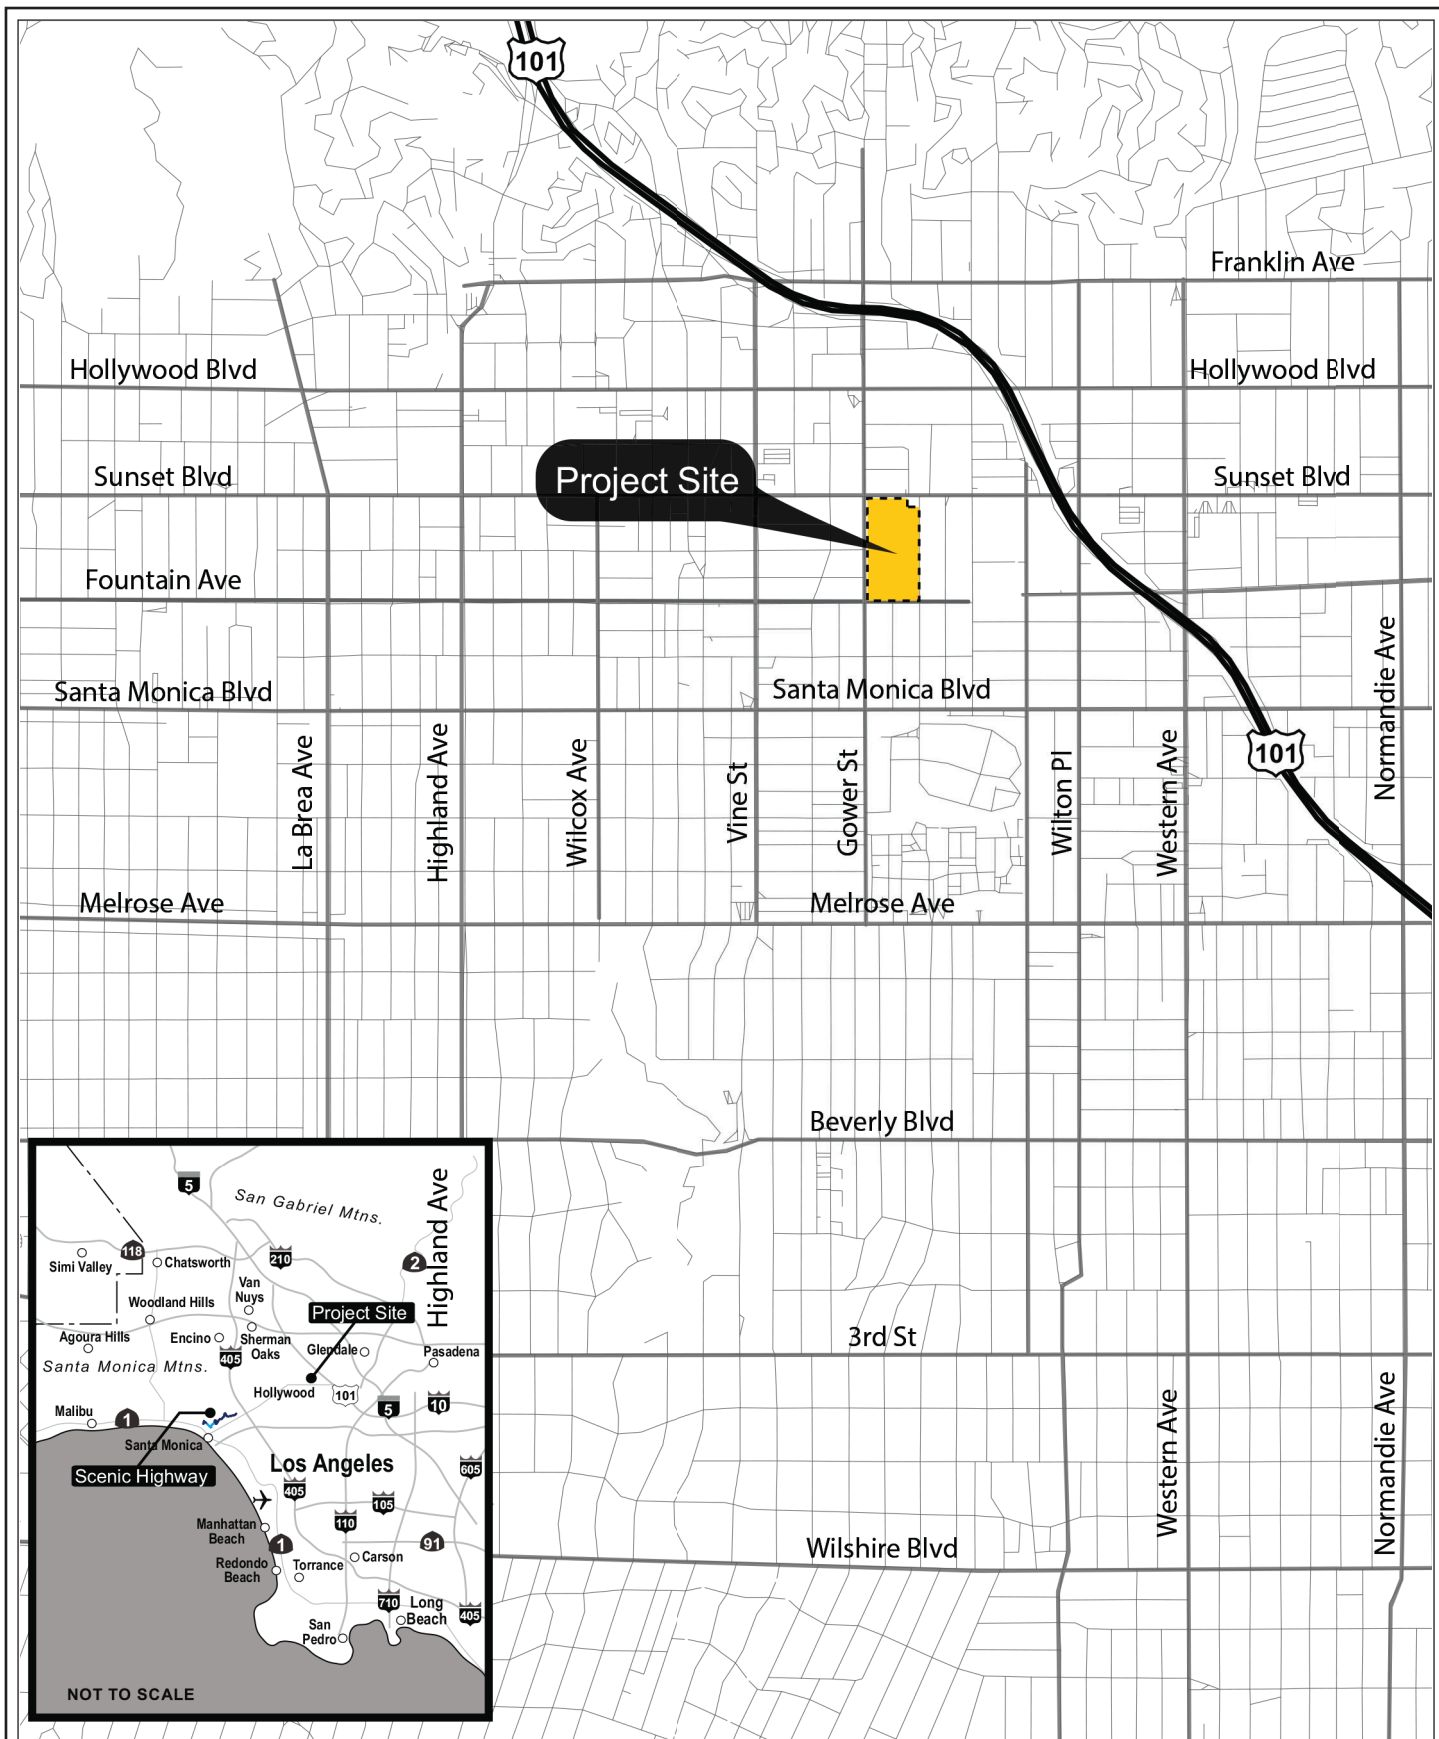 101
Franklin Ave
Hollywood Blvd
Hollywood Blvd
Sunset Blvd
Project Site
Sunset Blvd
Fountain Ave
Santa Monica Blvd
Santa Monica Blvd
La Brea Ave
Highland Ave
Wilcox Ave
Vine St
Gower St
Wilton Pl
Western Ave
101
Normandie Ave
Melrose Ave
Melrose Ave
Beverly Blvd
3rd St
Wilshire Blvd
Western Ave
Normandie Ave
Highland Ave
5
San Gabriel Mtns.
118
Simi Valley
Chatsworth
210
2
Van
Nuys
Woodland Hills
Project Site
Agoura Hills
Encino
Sherman
Oaks
Glendale
Pasadena
405
Santa Monica Mtns.
Hollywood
101
5
10
Malibu
1
Santa Monica
Scenic Highway
Los Angeles
405
605
105
110
Manhattan
Beach
1
91
Redondo
Beach
Torrance
Carson
710
Long
Beach
405
San
Pedro
NOT TO SCALE